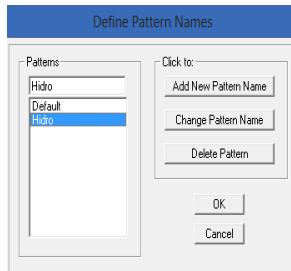 Define Pattern Names
Patterns
Hidro
Default
Hidro
Click to:
Add New Pattern Name
Change Pattern Name
Delete Pattern
OK
Cancel